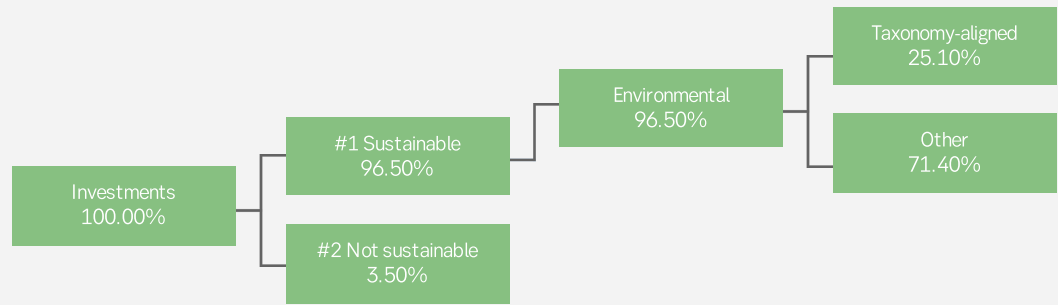 Investments
100.00%
#1 Sustainable
96.50%
#2 Not sustainable
3.50%
Environmental
96.50%
Taxonomy-aligned
25.10%
Other
71.40%